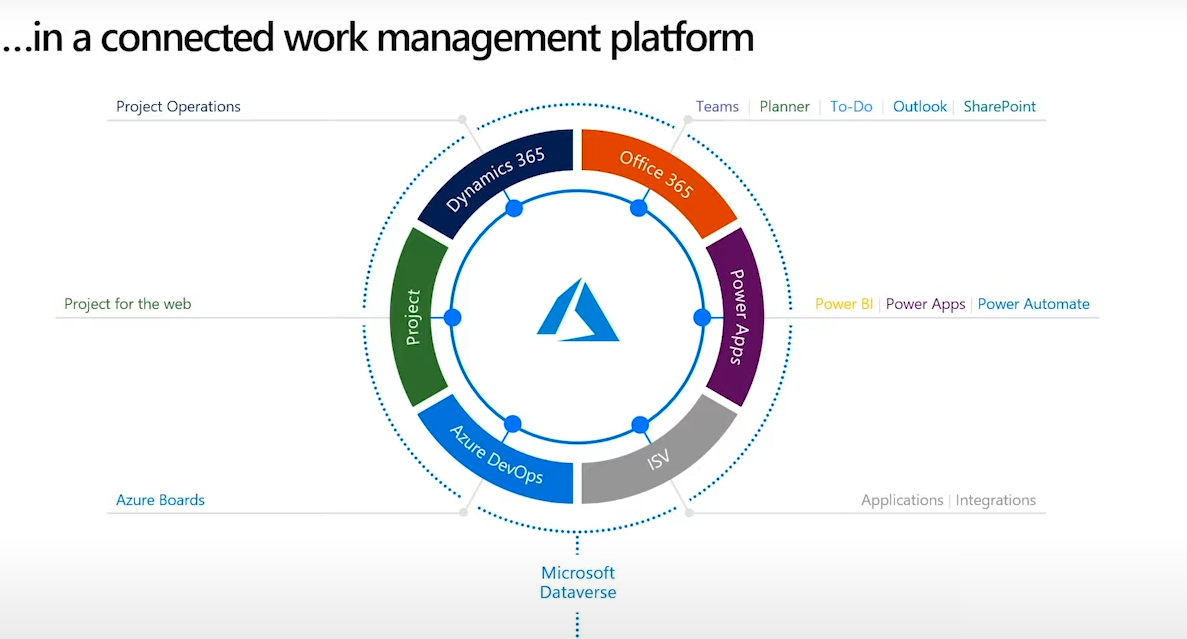 ...in a connected work management platform
Project Operations
Teams | Planner | To-Do | Outlook | SharePoint
Dynamics 365
Office 365
Project for the web
Project
Power Apps
Power BI | Power Apps | Power Automate
Azure DevOps
ISV
Azure Boards
Applications | Integrations
Microsoft
Dataverse